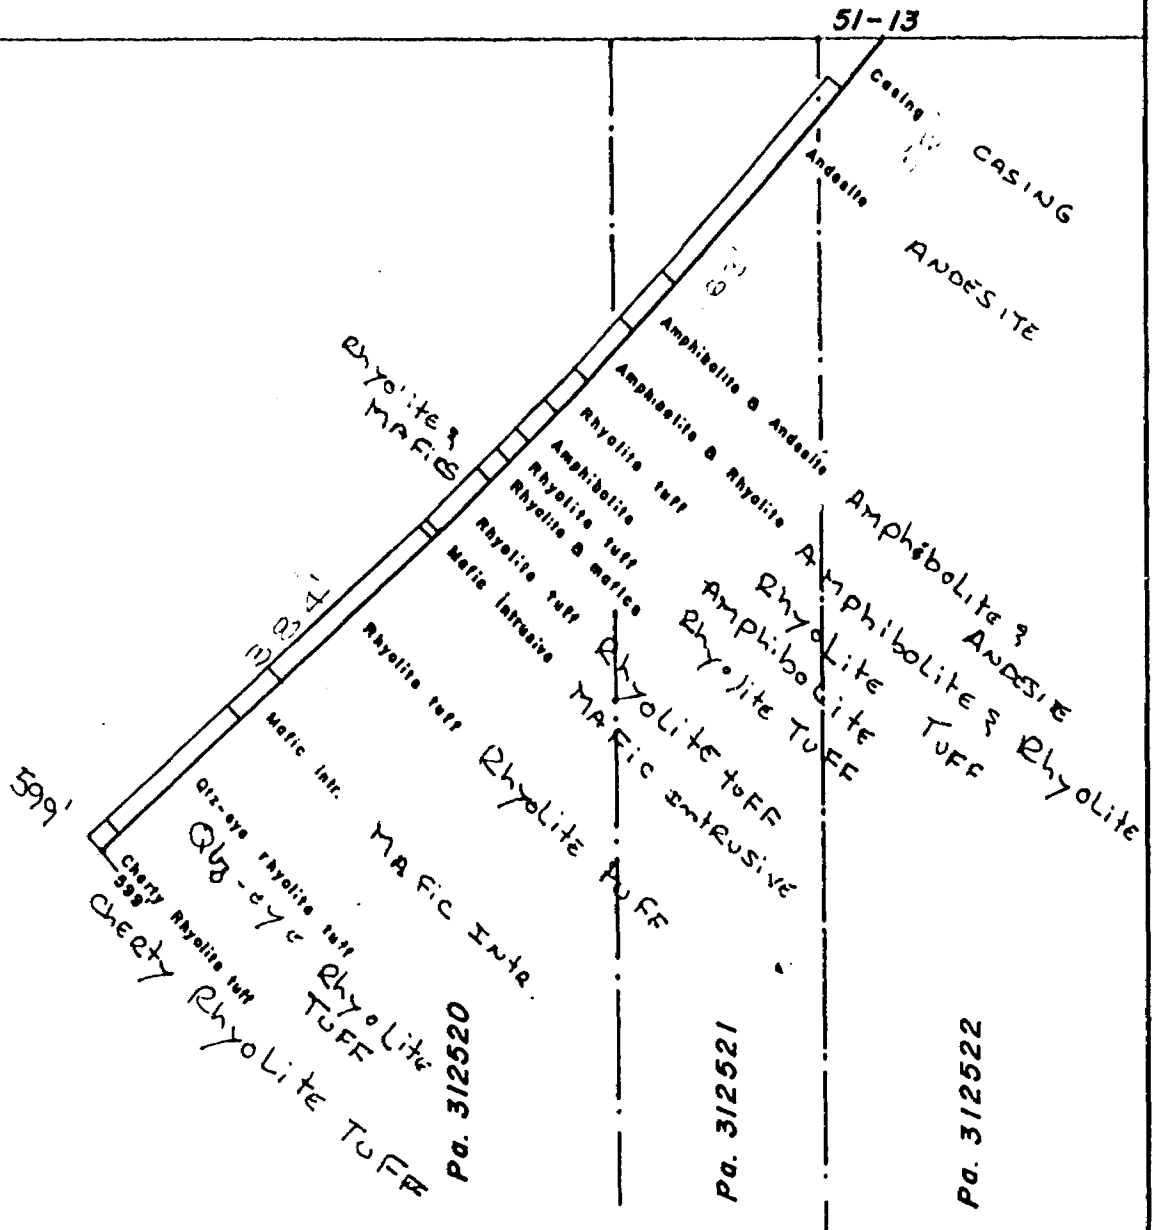 51-13
Casing
CASING
Andesite
ANDESITE
Amphibolite & Andesite
Amphibolite &
ANDESIE
Amphibolite & Rhyolite
Amphibolite & Rhyolite
Rhyolite tuff
RhyoLite TUFF
Amphibolite
AmphiboLite
Rhyolite tuff
Rhyolite TUFF
Rhyolite & mafics
Rhyolite &
MAFics
Rhyolite tuff
RhyoLite tuFF
Mafic Intrusive
MAFic IntRUSIVE
Rhyolite tuff
RhyoLite tuFF
384'
Mafic Intr.
MAFic IntR.
Qtz-eye rhyolite tuff
Qtz-eye RhyoLite
TUFF
599'
Cherty Rhyolite tuff
599'
ChERty RhyoLitE TUFF
Pa. 312520
Pa. 312521
Pa. 312522